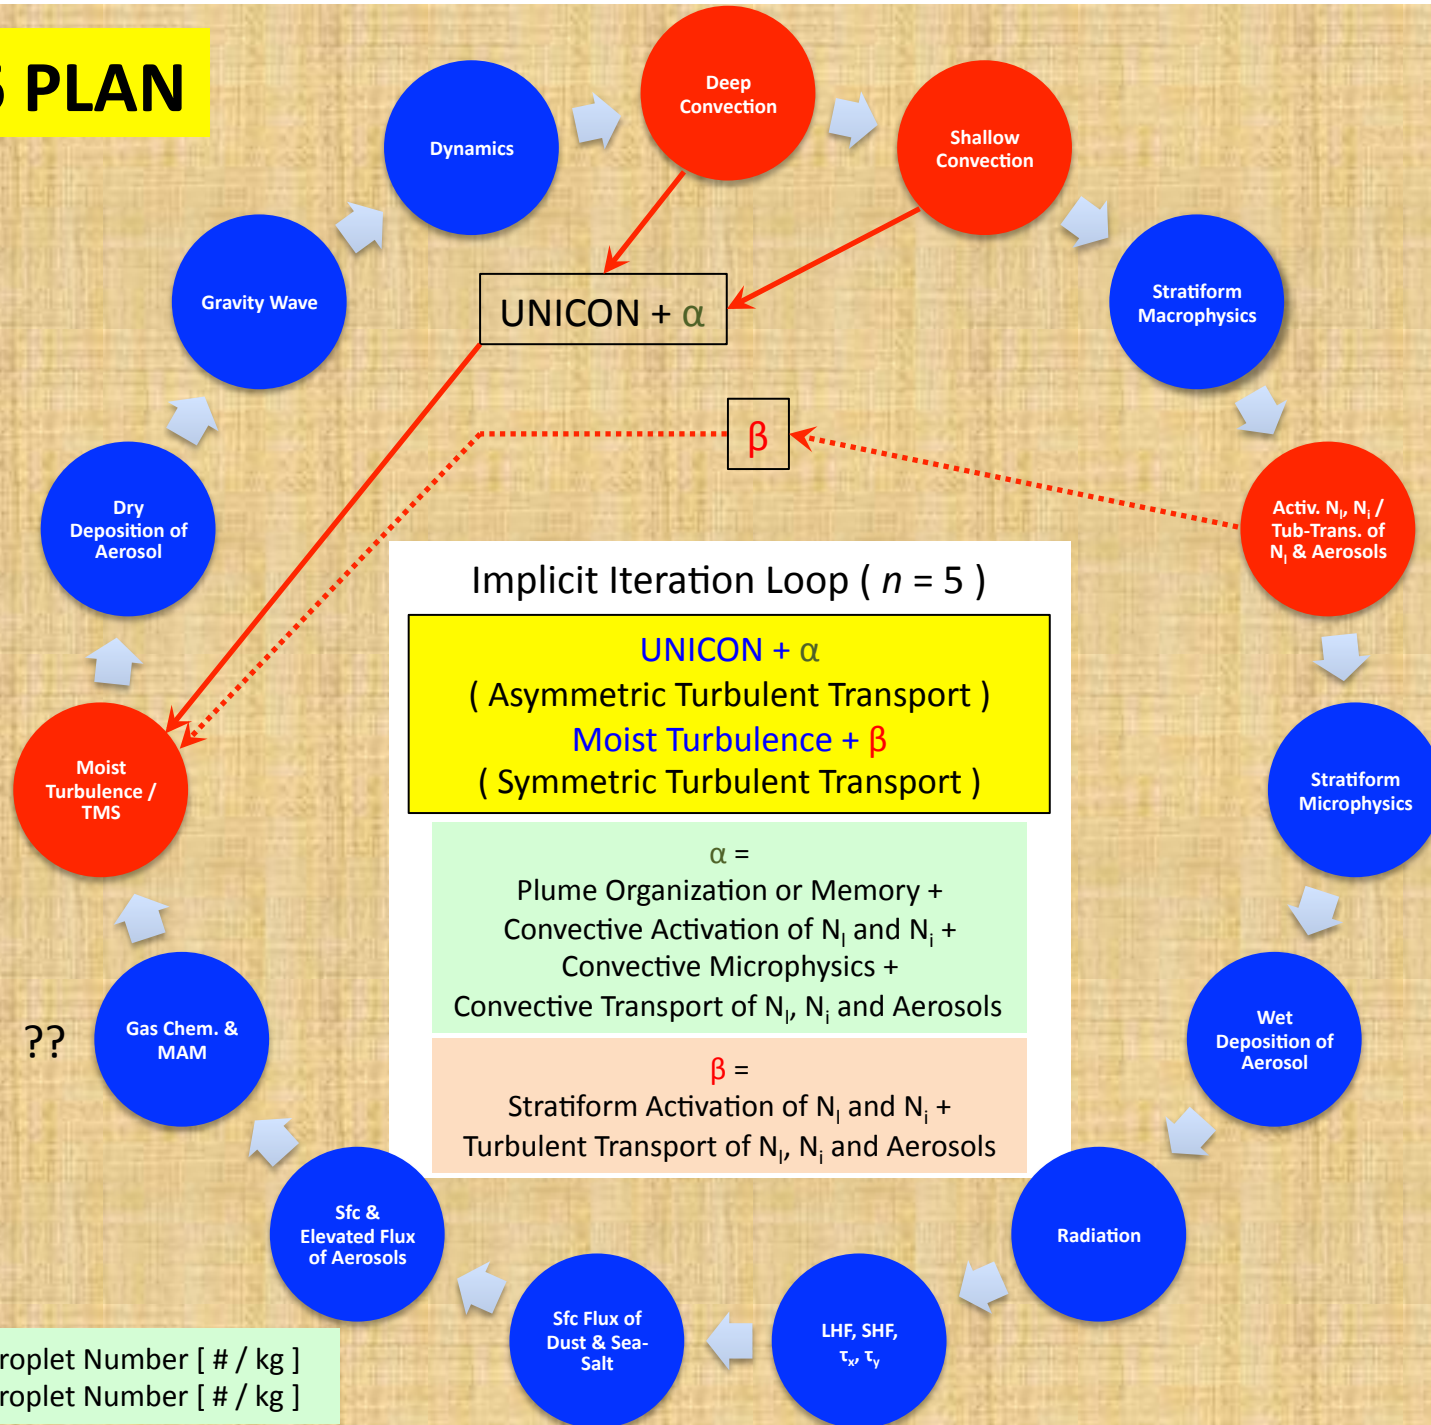 PLAN
Deep
Convection
Shallow
Convection
Dynamics
Stratiform
Macrophysics
Gravity Wave
UNICON + α
β
Activ. Nl, Ni /
Tub-Trans. of
Nl & Aerosols
Dry
Deposition of
Aerosol
Implicit Iteration Loop ( n = 5 )
UNICON + α
( Asymmetric Turbulent Transport )
Moist Turbulence + β
( Symmetric Turbulent Transport )
Moist
Turbulence /
TMS
Stratiform
Microphysics
α =
Plume Organization or Memory +
Convective Activation of Nl and Ni +
Convective Microphysics +
Convective Transport of Nl, Ni and Aerosols
β =
Stratiform Activation of Nl and Ni +
Turbulent Transport of Nl, Ni and Aerosols
??
Gas Chem. &
MAM
Wet
Deposition of
Aerosol
Sfc &
Elevated Flux
of Aerosols
Radiation
Sfc Flux of
Dust & Sea-
Salt
LHF, SHF,
τx, τy
roplet Number [ # / kg ]
roplet Number [ # / kg ]